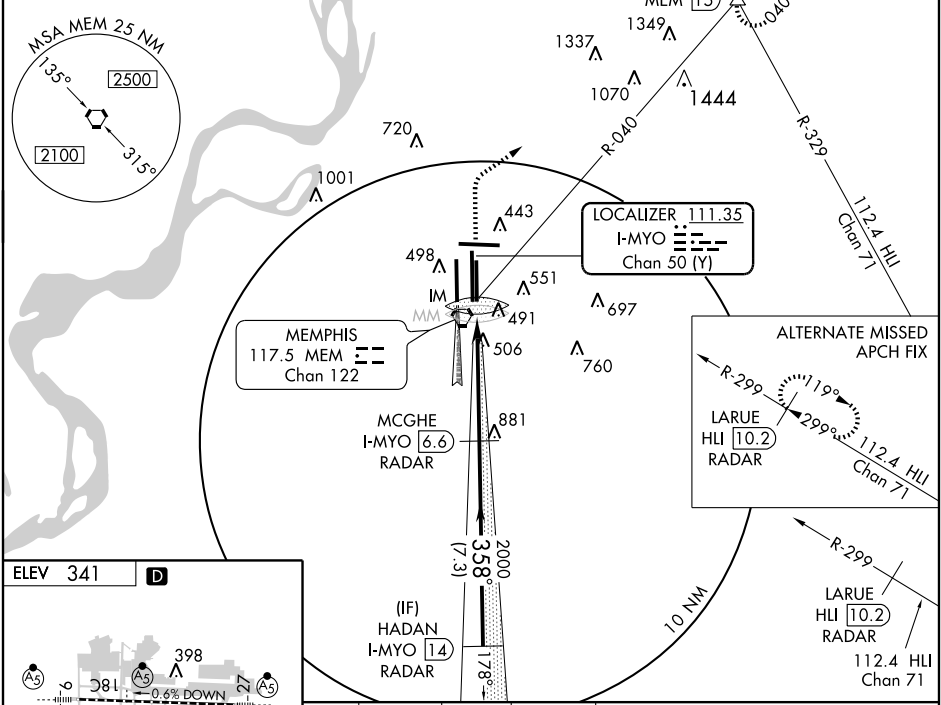 MSA MEM 25 NM
135°
2500
2100
315°
MEM 15
040°
1349
1337
1070
1444
720
R-040
R-329
1001
443
LOCALIZER 111.35
I-MYO
Chan 50 (Y)
112.4 HLI
Chan 71
498
IM
MM
551
491
697
MEMPHIS
117.5 MEM
Chan 122
506
760
ALTERNATE MISSED
APCH FIX
R-299
119°
299°
LARUE
HLI 10.2
RADAR
112.4 HLI
Chan 71
MCGHE
I-MYO 6.6
RADAR
881
2000
358°
(7.3)
R-299
ELEV 341 D
(IF)
HADAN
I-MYO 14
RADAR
178°
10 NM
LARUE
HLI 10.2
RADAR
112.4 HLI
Chan 71
398
A5
9
18C
A5
0.6% DOWN
27
A5